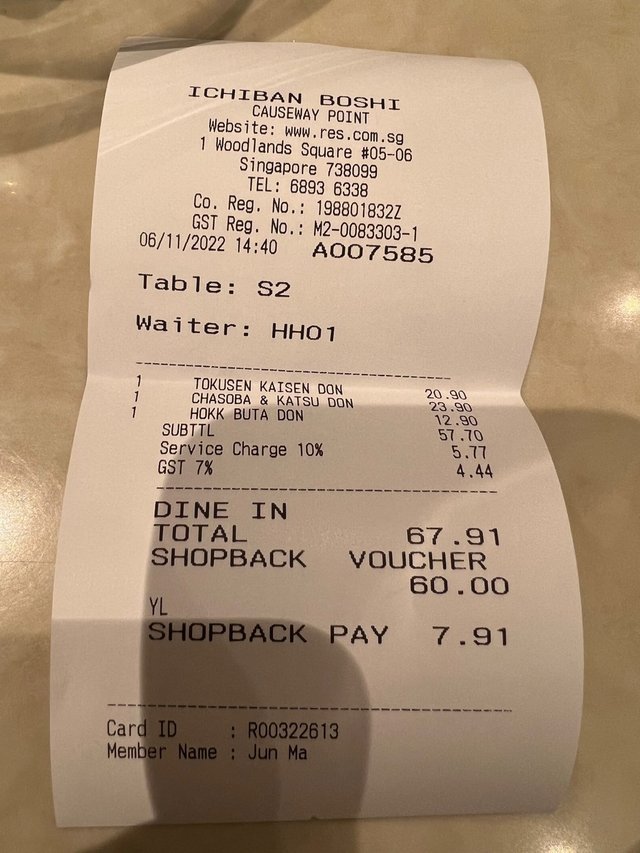 ICHIBAN BOSHI
CAUSEWAY POINT
Website: www.res.com.sg
1 Woodlands Square #05-06
Singapore 738099
TEL: 6893 6338
Co. Reg. No.: 198801832Z
GST Reg. No.: M2-0083303-1
06/11/2022 14:40 A007585
Table: S2
Waiter: HH01
1 TOKUSEN KAISEN DON 20.90
1 CHASOBA & KATSU DON 23.90
1 HOKK BUTA DON 12.90
SUBTTL 57.70
Service Charge 10% 5.77
GST 7% 4.44
DINE IN
TOTAL 67.91
SHOPBACK VOUCHER
60.00
YL
SHOPBACK PAY 7.91
Card ID : R00322613
Member Name : Jun Ma